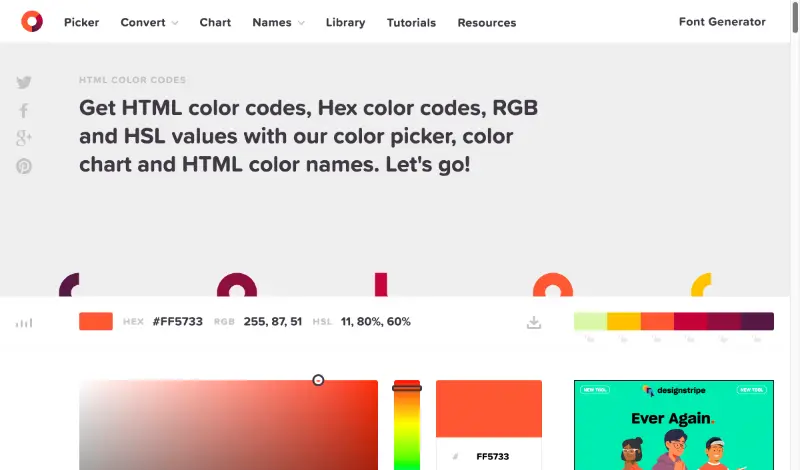 Picker Convert Chart Names Library Tutorials Resources Font Generator
HTML COLOR CODES
Get HTML color codes, Hex color codes, RGB
and HSL values with our color picker, color
chart and HTML color names. Let's go!
HEX #FF5733 RGB 255, 87, 51 HSL 11, 80%, 60%
NEW TOOL designstripe NEW TOOL
Ever Again.
# FF5733